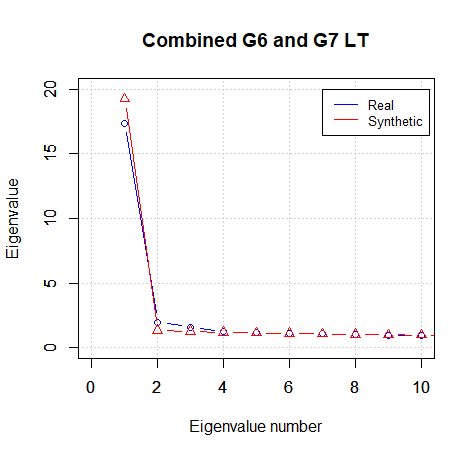 Combined G6 and G7 LT
Real
Synthetic
Eigenvalue
20
15
10
5
0
0 2 4 6 8 10
Eigenvalue number